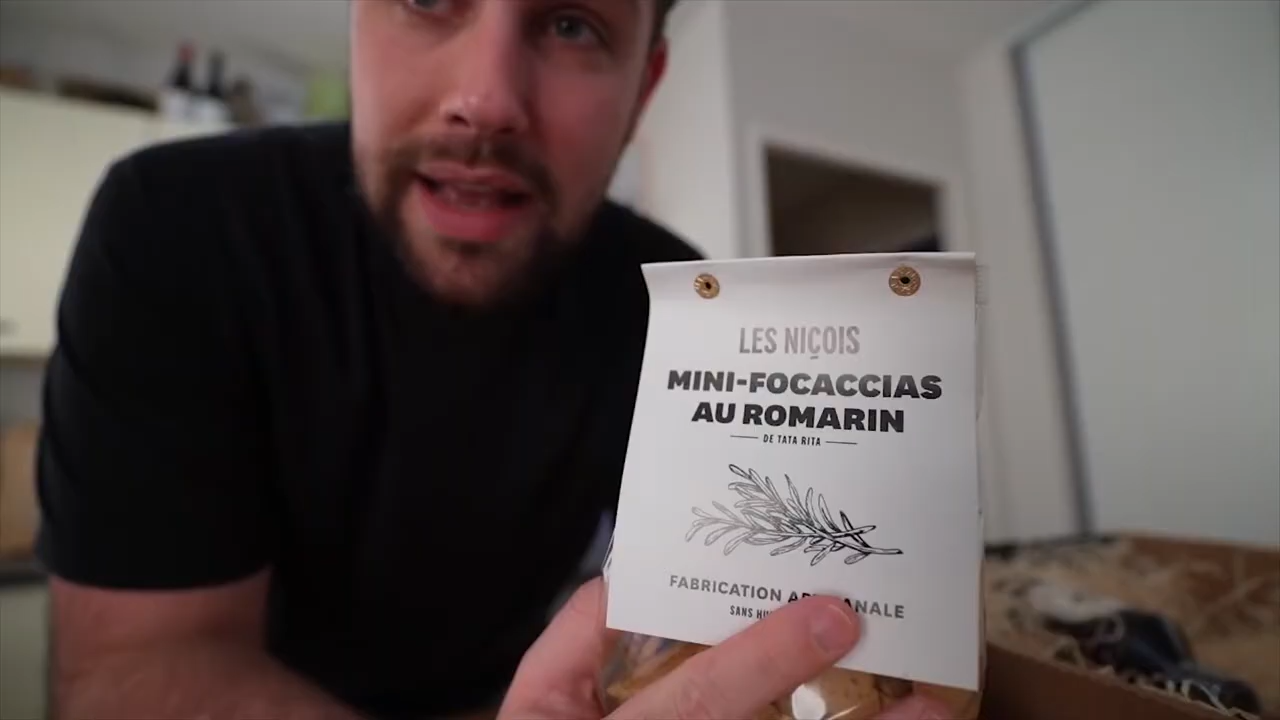 LES NIÇOIS
MINI-FOCACCIAS
AU ROMARIN
DE TATA RITA
FABRICATION
SANS